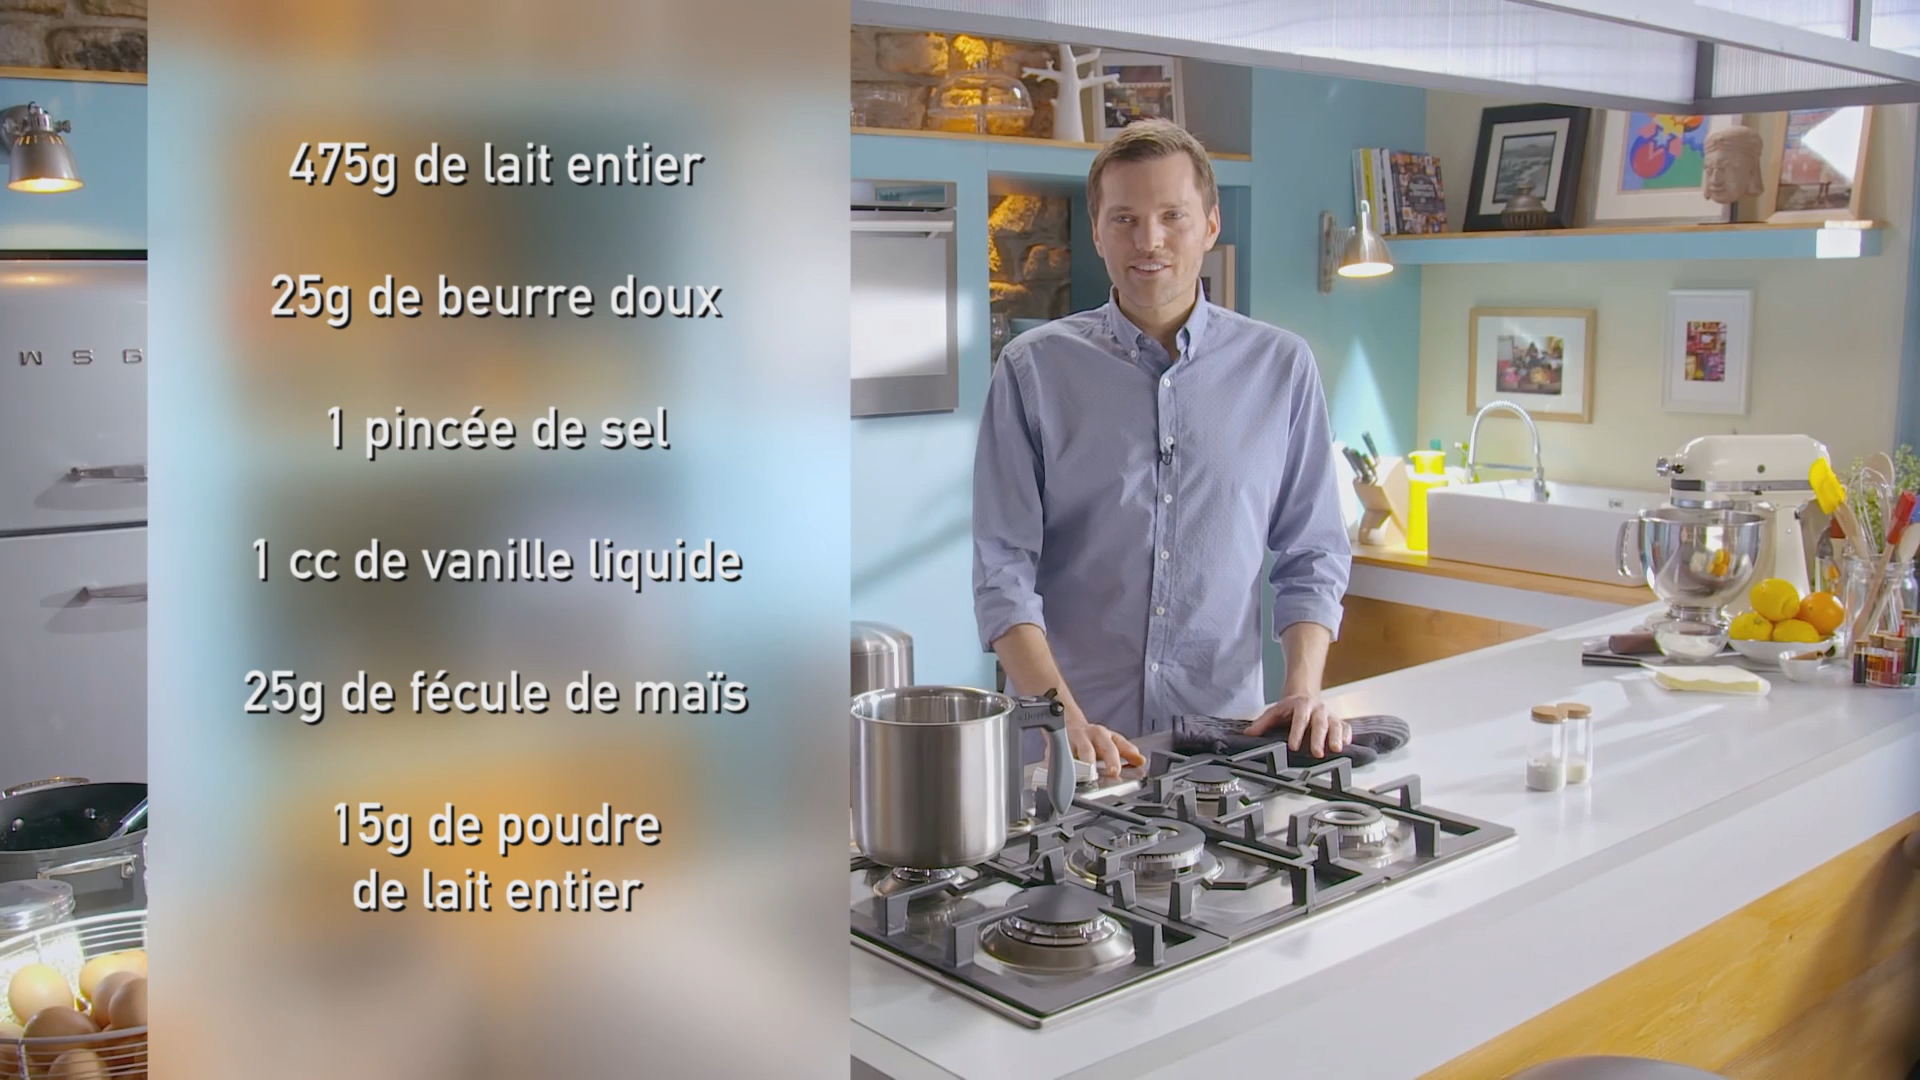 475g de lait entier
25g de beurre doux
1 pincée de sel
1 cc de vanille liquide
25g de fécule de maïs
15g de poudre
de lait entier